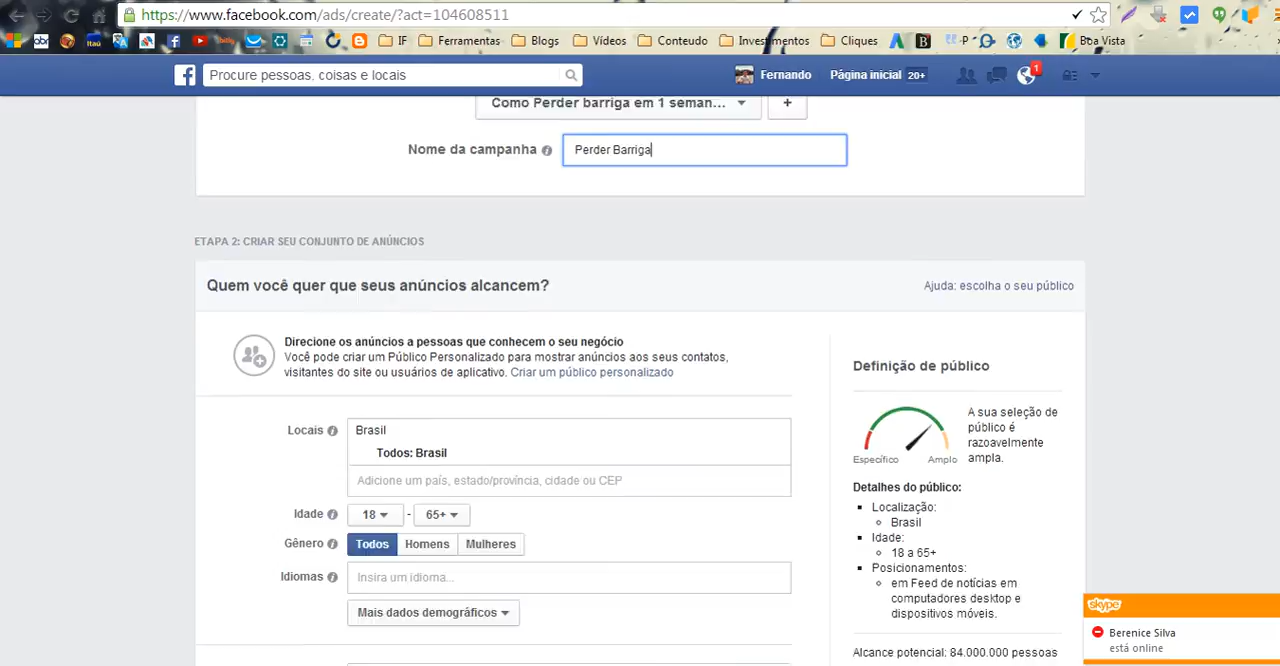 https://www.facebook.com/ads/create/?act=104608511
abc
Itaú
bitly
IF
Ferramentas
Blogs
Vídeos
Conteudo
Investimentos
Cliques
B
-P
Boa Vista
Procure pessoas, coisas e locais
Fernando
Página inicial 20+
1
Como Perder barriga em 1 seman...
+
Nome da campanha
Perder Barriga
ETAPA 2: CRIAR SEU CONJUNTO DE ANÚNCIOS
Quem você quer que seus anúncios alcancem?
Ajuda: escolha o seu público
Direcione os anúncios a pessoas que conhecem o seu negócio
Você pode criar um Público Personalizado para mostrar anúncios aos seus contatos,
visitantes do site ou usuários de aplicativo. Criar um público personalizado
Locais
Brasil
Todos: Brasil
Adicione um país, estado/província, cidade ou CEP
Idade
18 - 65+
Gênero
Todos Homens Mulheres
Idiomas
Insira um idioma...
Mais dados demográficos
Definição de público
Específico
Amplo
A sua seleção de
público é
razoavelmente
ampla.
Detalhes do público:
Localização:
Brasil
Idade:
18 a 65+
Posicionamentos:
em Feed de notícias em
computadores desktop e
dispositivos móveis.
Alcance potencial: 84.000.000 pessoas
skype
Berenice Silva
está online